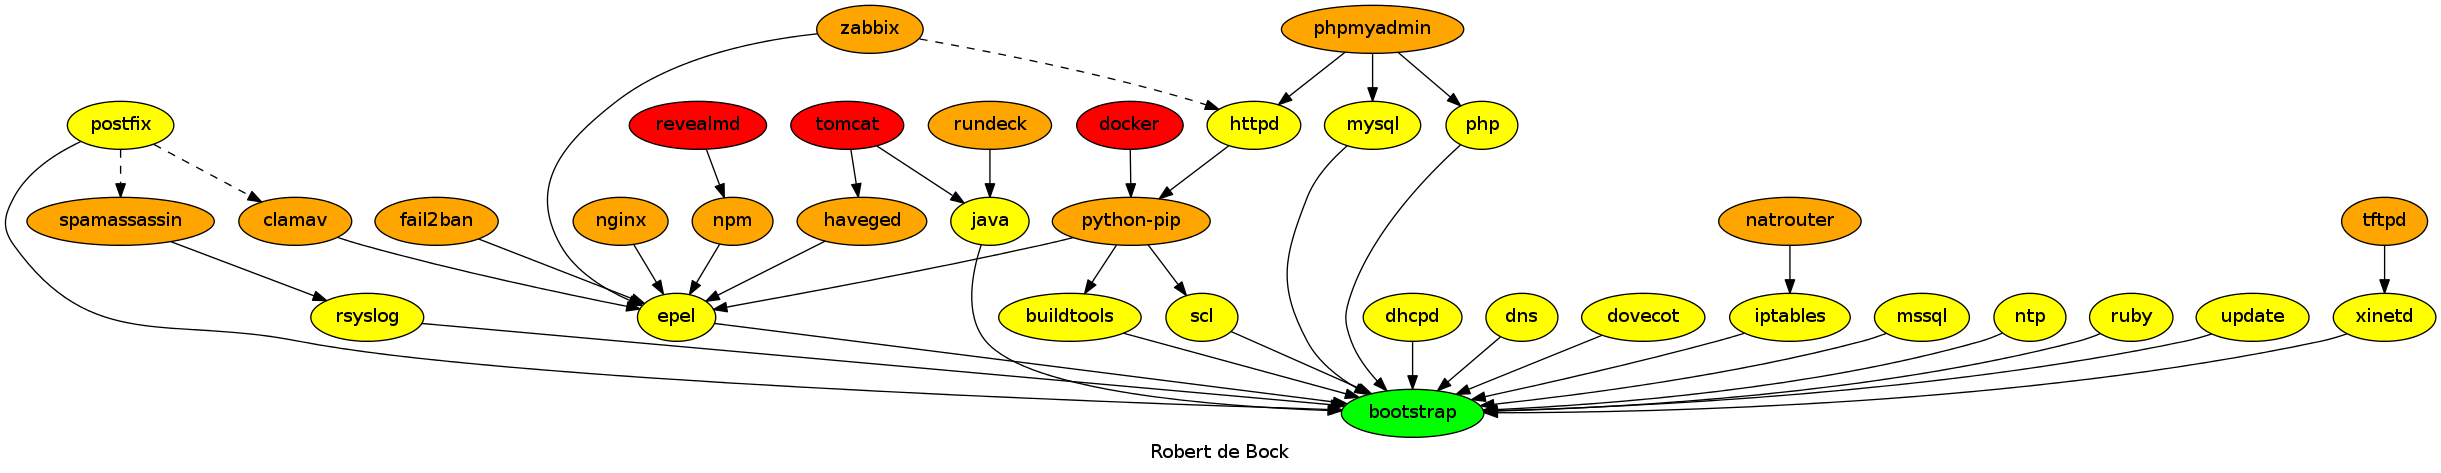 zabbix
phpmyadmin
postfix
revealmd
tomcat
rundeck
docker
httpd
mysql
php
spamassassin
clamav
fail2ban
nginx
npm
haveged
java
python-pip
natrouter
tftpd
rsyslog
epel
buildtools
scl
dhcpd
dns
dovecot
iptables
mssql
ntp
ruby
update
xinetd
bootstrap
Robert de Bock